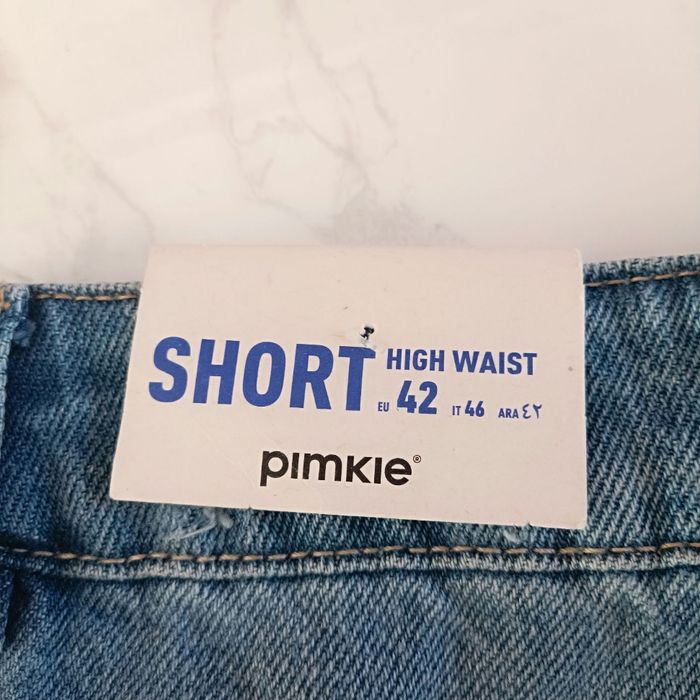 SHORT HIGH WAIST
EU 42 IT 46 ARA ٤٢
pimkie®